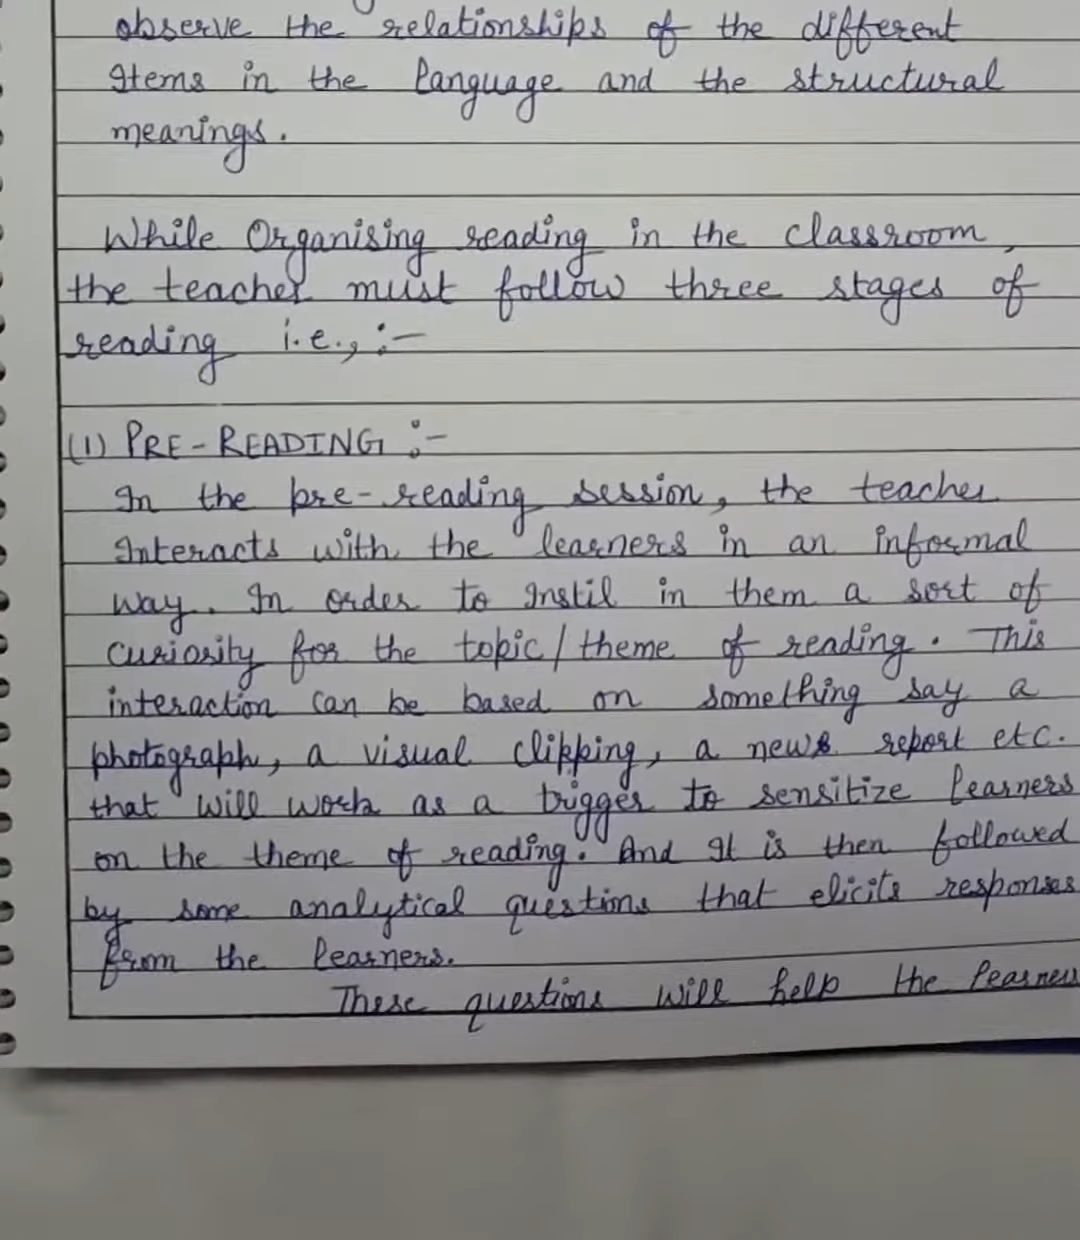 observe the relationships of the different
Items in the language and the structural
meanings.
While Organising reading in the classroom,
the teacher must follow three stages of
reading i.e., :-
(1) PRE-READING :-
In the pre-reading session, the teacher
Interacts with the learners in an informal
way. In order to Instil in them a sort of
curiosity for the topic/theme of reading. This
interaction can be based on something say a
photograph, a visual clipping, a news report etc.
that will work as a trigger to sensitize learners
on the theme of reading. And It is then followed
by some analytical questions that elicits responses
from the learners.
These questions will help the learners